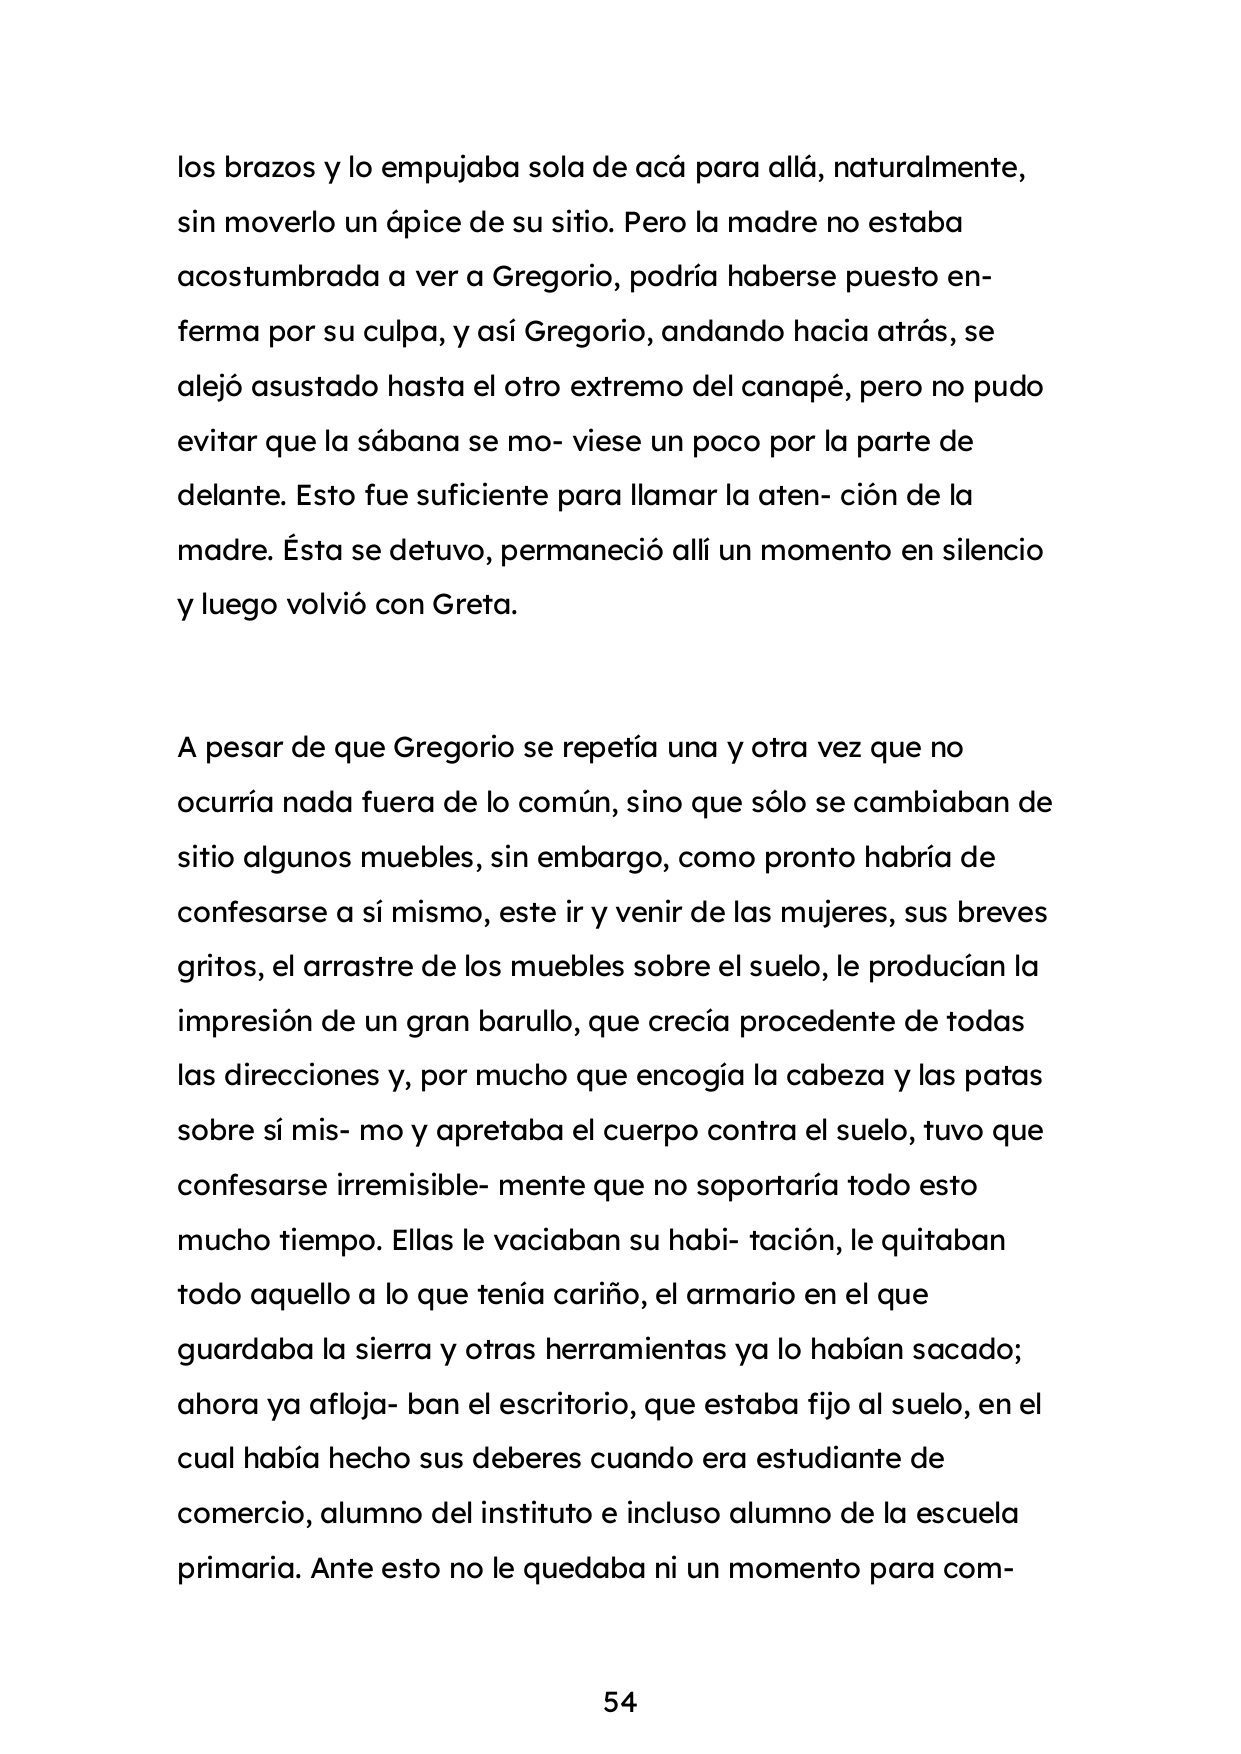 los brazos y lo empujaba sola de acá para allá, naturalmente,
sin moverlo un ápice de su sitio. Pero la madre no estaba
acostumbrada a ver a Gregorio, podría haberse puesto en-
ferma por su culpa, y así Gregorio, andando hacia atrás, se
alejó asustado hasta el otro extremo del canapé, pero no pudo
evitar que la sábana se mo- viese un poco por la parte de
delante. Esto fue suficiente para llamar la aten- ción de la
madre. Ésta se detuvo, permaneció allí un momento en silencio
y luego volvió con Greta.
A pesar de que Gregorio se repetía una y otra vez que no
ocurría nada fuera de lo común, sino que sólo se cambiaban de
sitio algunos muebles, sin embargo, como pronto habría de
confesarse a sí mismo, este ir y venir de las mujeres, sus breves
gritos, el arrastre de los muebles sobre el suelo, le producían la
impresión de un gran barullo, que crecía procedente de todas
las direcciones y, por mucho que encogía la cabeza y las patas
sobre sí mis- mo y apretaba el cuerpo contra el suelo, tuvo que
confesarse irremisible- mente que no soportaría todo esto
mucho tiempo. Ellas le vaciaban su habi- tación, le quitaban
todo aquello a lo que tenía cariño, el armario en el que
guardaba la sierra y otras herramientas ya lo habían sacado;
ahora ya afloja- ban el escritorio, que estaba fijo al suelo, en el
cual había hecho sus deberes cuando era estudiante de
comercio, alumno del instituto e incluso alumno de la escuela
primaria. Ante esto no le quedaba ni un momento para com-
54